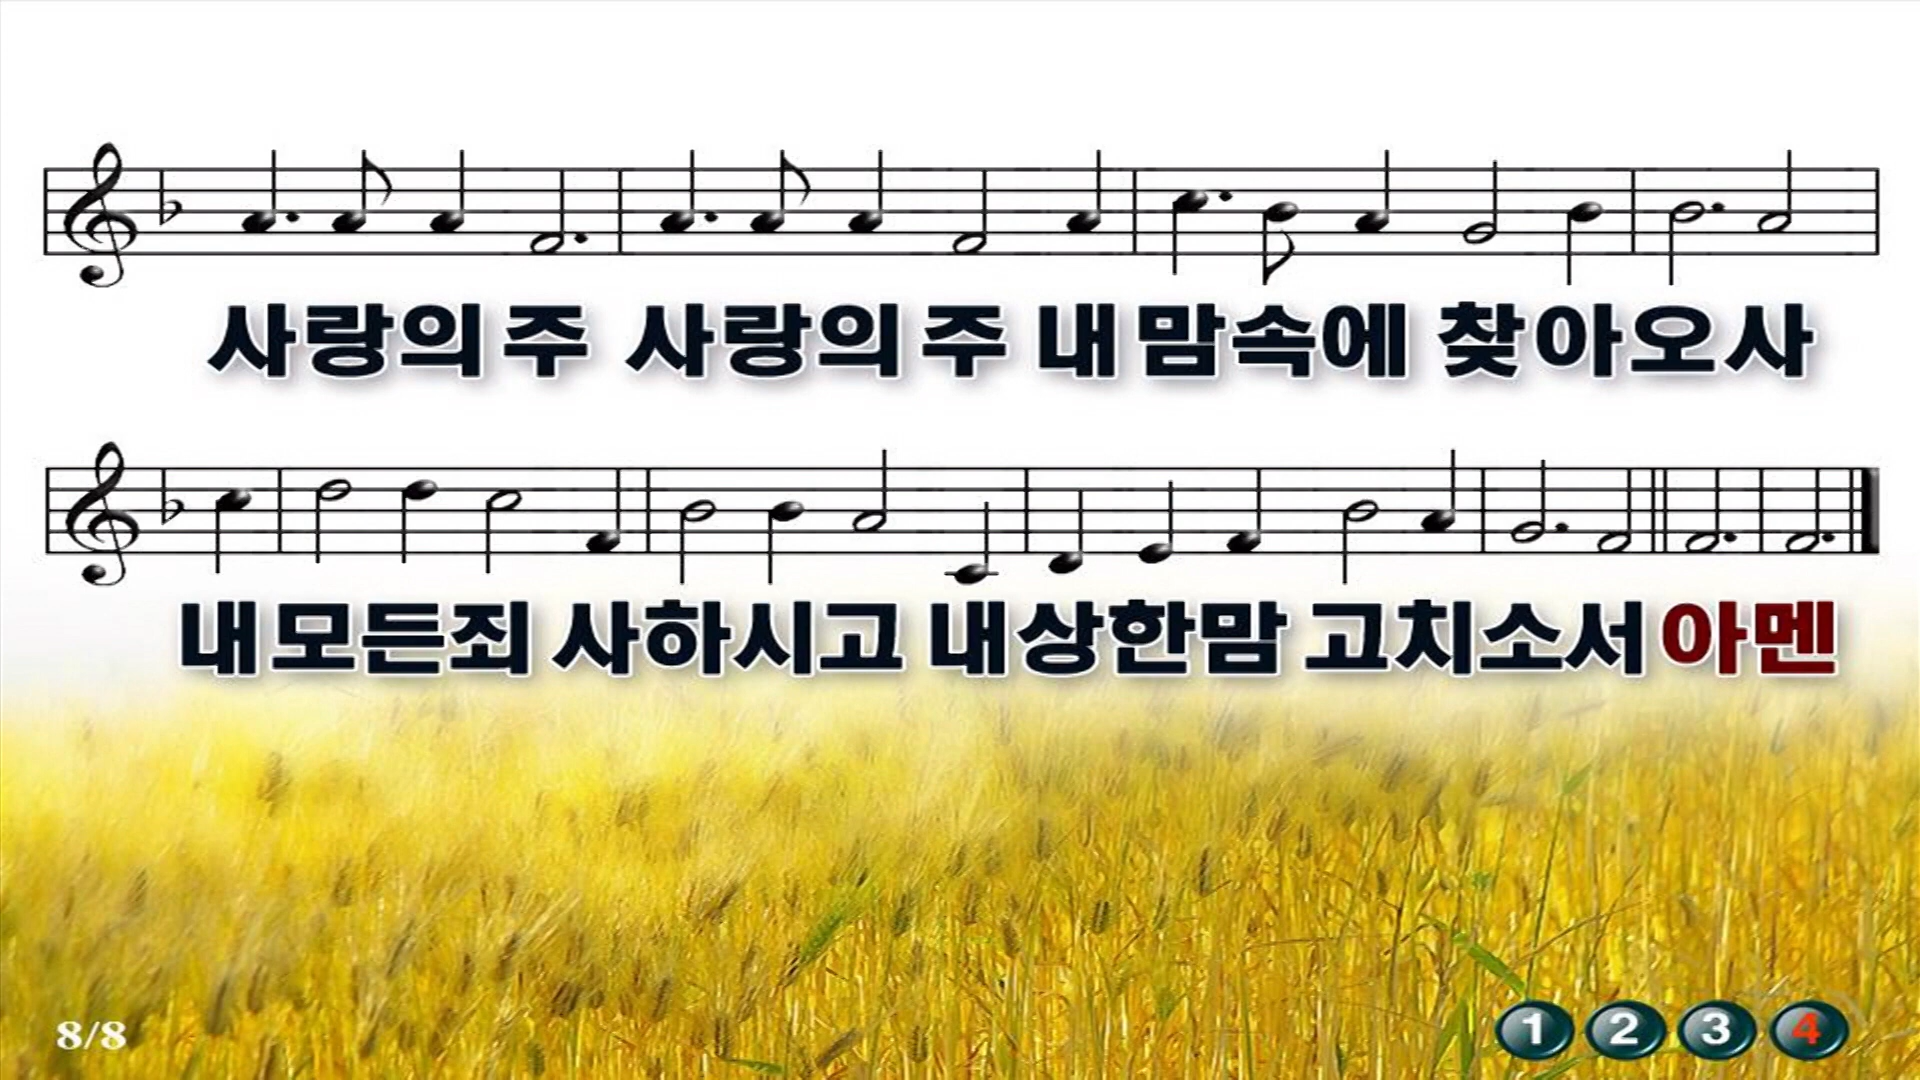 사랑의 주 사랑의 주 내 맘속에 찾아오사
내 모든 죄 사하시고 내 상한 맘 고치소서 아멘
8/8 1 2 3 4